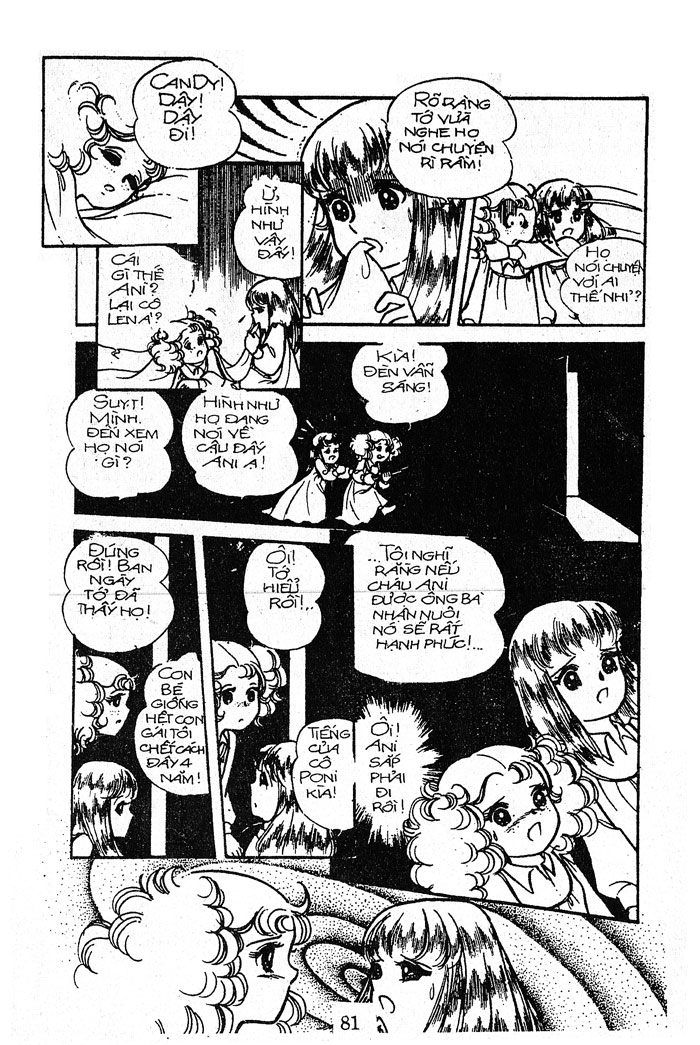 CANDY!
DẬY!
DẬY
ĐI!
CÁI
GÌ THẾ
ANI?
LẠI CÔ
LENA?
Ừ,
HÌNH
NHƯ
VẬY
ĐẤY!
RÕ RÀNG
TỚ VỪA
NGHE HỌ
NÓI CHUYỆN
RÌ RẦM!
HỌ
NÓI CHUYỆN
VỚI AI
THẾ NHỈ?
SUỴT!
MÌNH
ĐẾN XEM
HỌ NÓI
GÌ?
HÌNH NHƯ
HỌ ĐANG
NÓI VỀ
CẬU ĐẤY
ANI Ạ!
KÌA!
ĐÈN VẪN
SÁNG!
ĐÚNG
RỒI! BAN
NGÀY
TỚ ĐÃ
THẤY HỌ!
CON
BÉ
GIỐNG
HỆT CON
GÁI TÔI
CHẾT CÁCH
ĐÂY 4
NĂM!
ÔI!
TỚ
HIỂU
RỒI!...
TIẾNG
CỦA
CÔ
PONI
KÌA!
...TÔI NGHĨ
RẰNG NẾU
CHÁU ANI
ĐƯỢC ÔNG BÀ
NHẬN NUÔI
NÓ SẼ RẤT
HẠNH PHÚC!...
ÔI!
ANI
SẮP
PHẢI
ĐI
RỒI!
81